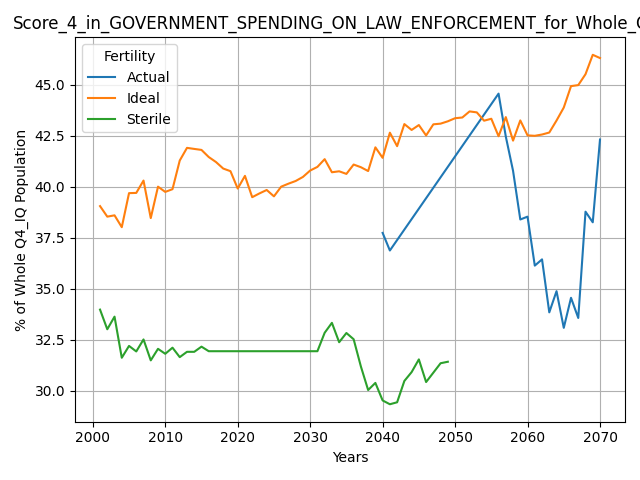 Score_4_in_GOVERNMENT_SPENDING_ON_LAW_ENFORCEMENT_for_Whole_
Fertility
Actual
Ideal
Sterile
% of Whole Q4_IQ Population
45.0
42.5
40.0
37.5
35.0
32.5
30.0
2000 2010 2020 2030 2040 2050 2060 2070
Years